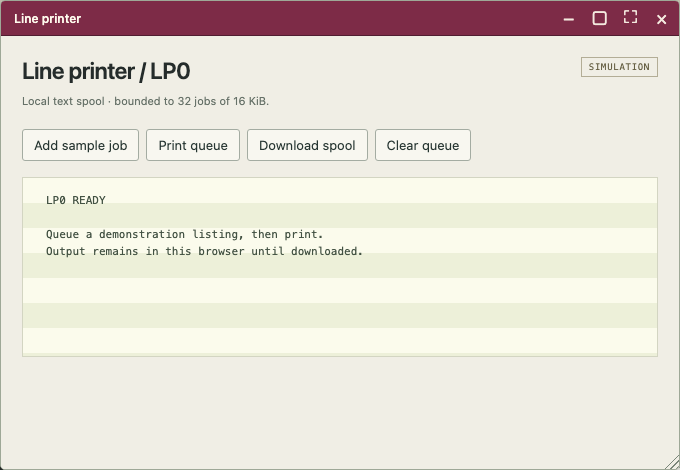 Line printer
Line printer / LP0
SIMULATION
Local text spool · bounded to 32 jobs of 16 KiB.
Add sample job
Print queue
Download spool
Clear queue
LP0 READY
Queue a demonstration listing, then print.
Output remains in this browser until downloaded.